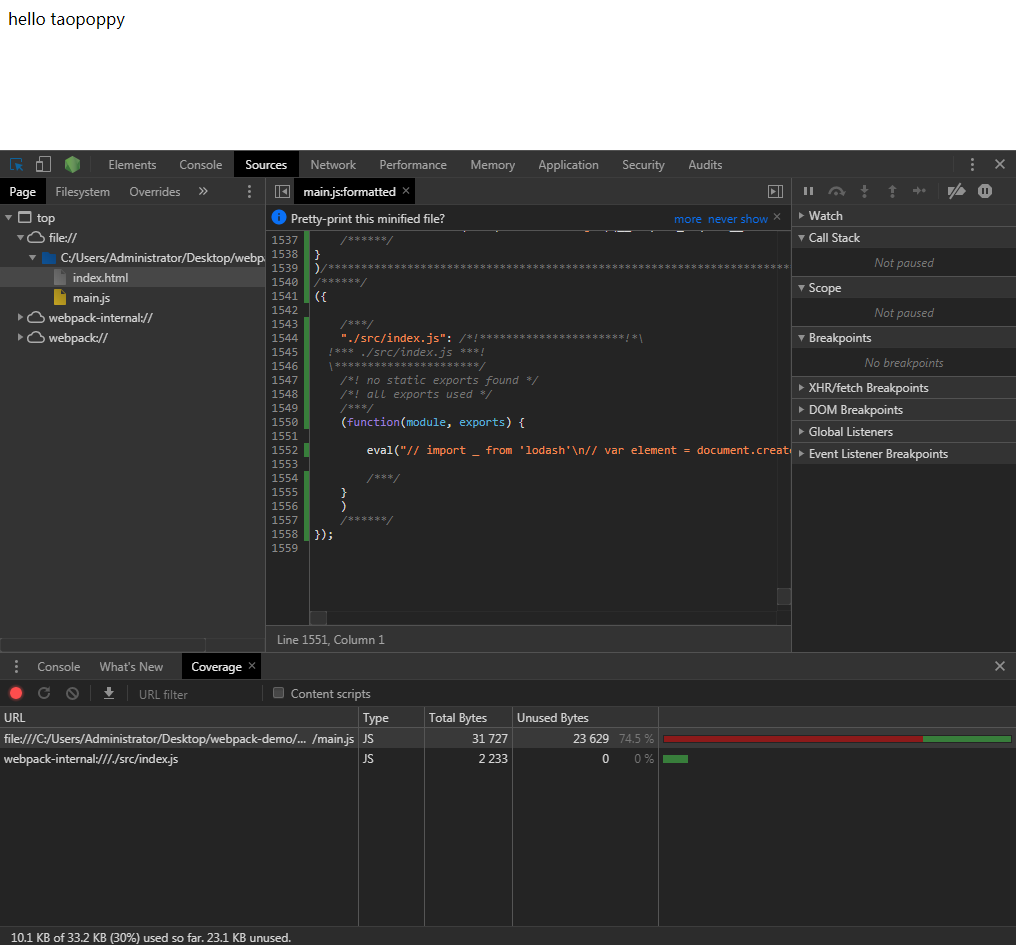 hello taopoppy
Elements Console Sources Network Performance Memory Application Security Audits
Page Filesystem Overrides »
main.js:formatted ×
top
file://
C:/Users/Administrator/Desktop/webp
index.html
main.js
webpack-internal://
webpack://
Pretty-print this minified file? more never show ×
1537 /******/
1538 }
1539 )/**********************************************************************
1540 /******/
1541 ({
1542
1543 /***/
1544 "./src/index.js": /*!**********************!*\
1545 !*** ./src/index.js ***!
1546 \**********************/
1547 /*! no static exports found */
1548 /*! all exports used */
1549 /***/
1550 (function(module, exports) {
1551
1552 eval("// import _ from 'lodash'\n// var element = document.create
1553
1554 /***/
1555 }
1556 )
1557 /******/
1558 });
1559
Line 1551, Column 1
Watch
Call Stack
Not paused
Scope
Not paused
Breakpoints
No breakpoints
XHR/fetch Breakpoints
DOM Breakpoints
Global Listeners
Event Listener Breakpoints
Console What's New Coverage ×
URL filter Content scripts
URL Type Total Bytes Unused Bytes
file:///C:/Users/Administrator/Desktop/webpack-demo/... /main.js JS 31 727 23 629 74.5 %
webpack-internal:///./src/index.js JS 2 233 0 0 %
10.1 KB of 33.2 KB (30%) used so far. 23.1 KB unused.